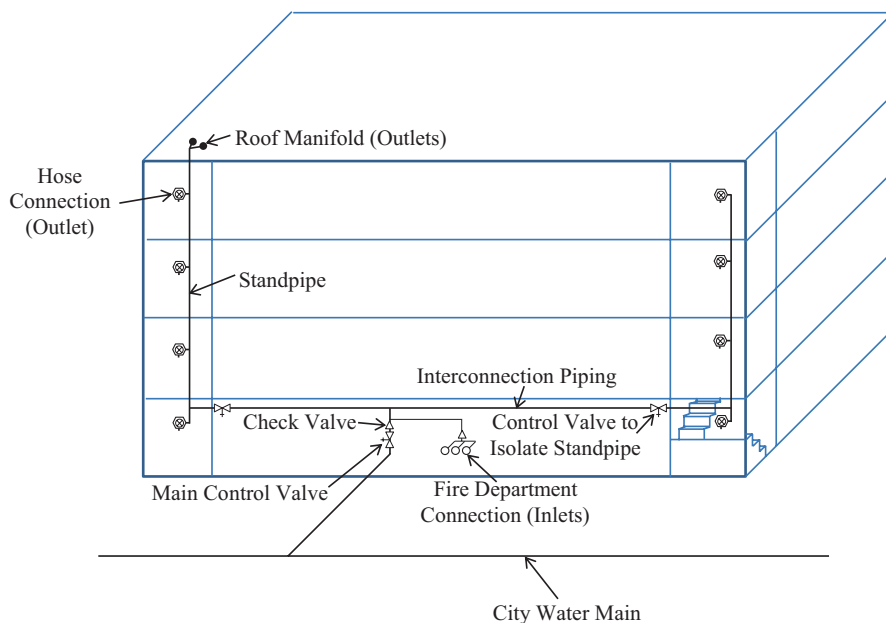 Roof Manifold (Outlets)
Hose
Connection
(Outlet)
Standpipe
Interconnection Piping
Check Valve
Control Valve to
Isolate Standpipe
Main Control Valve
Fire Department
Connection (Inlets)
City Water Main